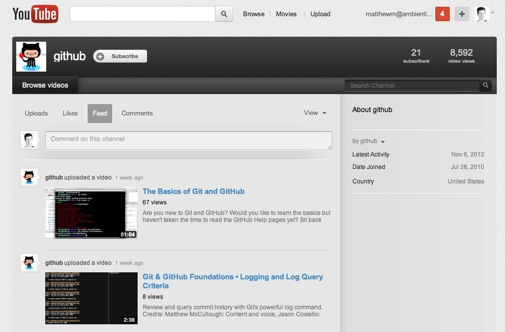 YouTube
Browse Movies Upload
matthewm@ambienti... 4 +
github
Subscribe
21
subscribers
8,592
video views
Browse videos
Search Channel
Uploads Likes Feed Comments View
Comment on this channel
github uploaded a video 1 week ago
The Basics of Git and GitHub
67 views
Are you new to Git and GitHub? Would you like to learn the basics but
haven't taken the time to read the GitHub Help pages yet? Sit back
51:04
github uploaded a video 1 week ago
Git & GitHub Foundations • Logging and Log Query
Criteria
8 views
Review and query commit history with Git's powerful log command.
Credits: Matthew McCullough: Content and voice, Jason Costello:
2:36
About github
by github
Latest Activity Nov 6, 2012
Date Joined Jul 26, 2010
Country United States